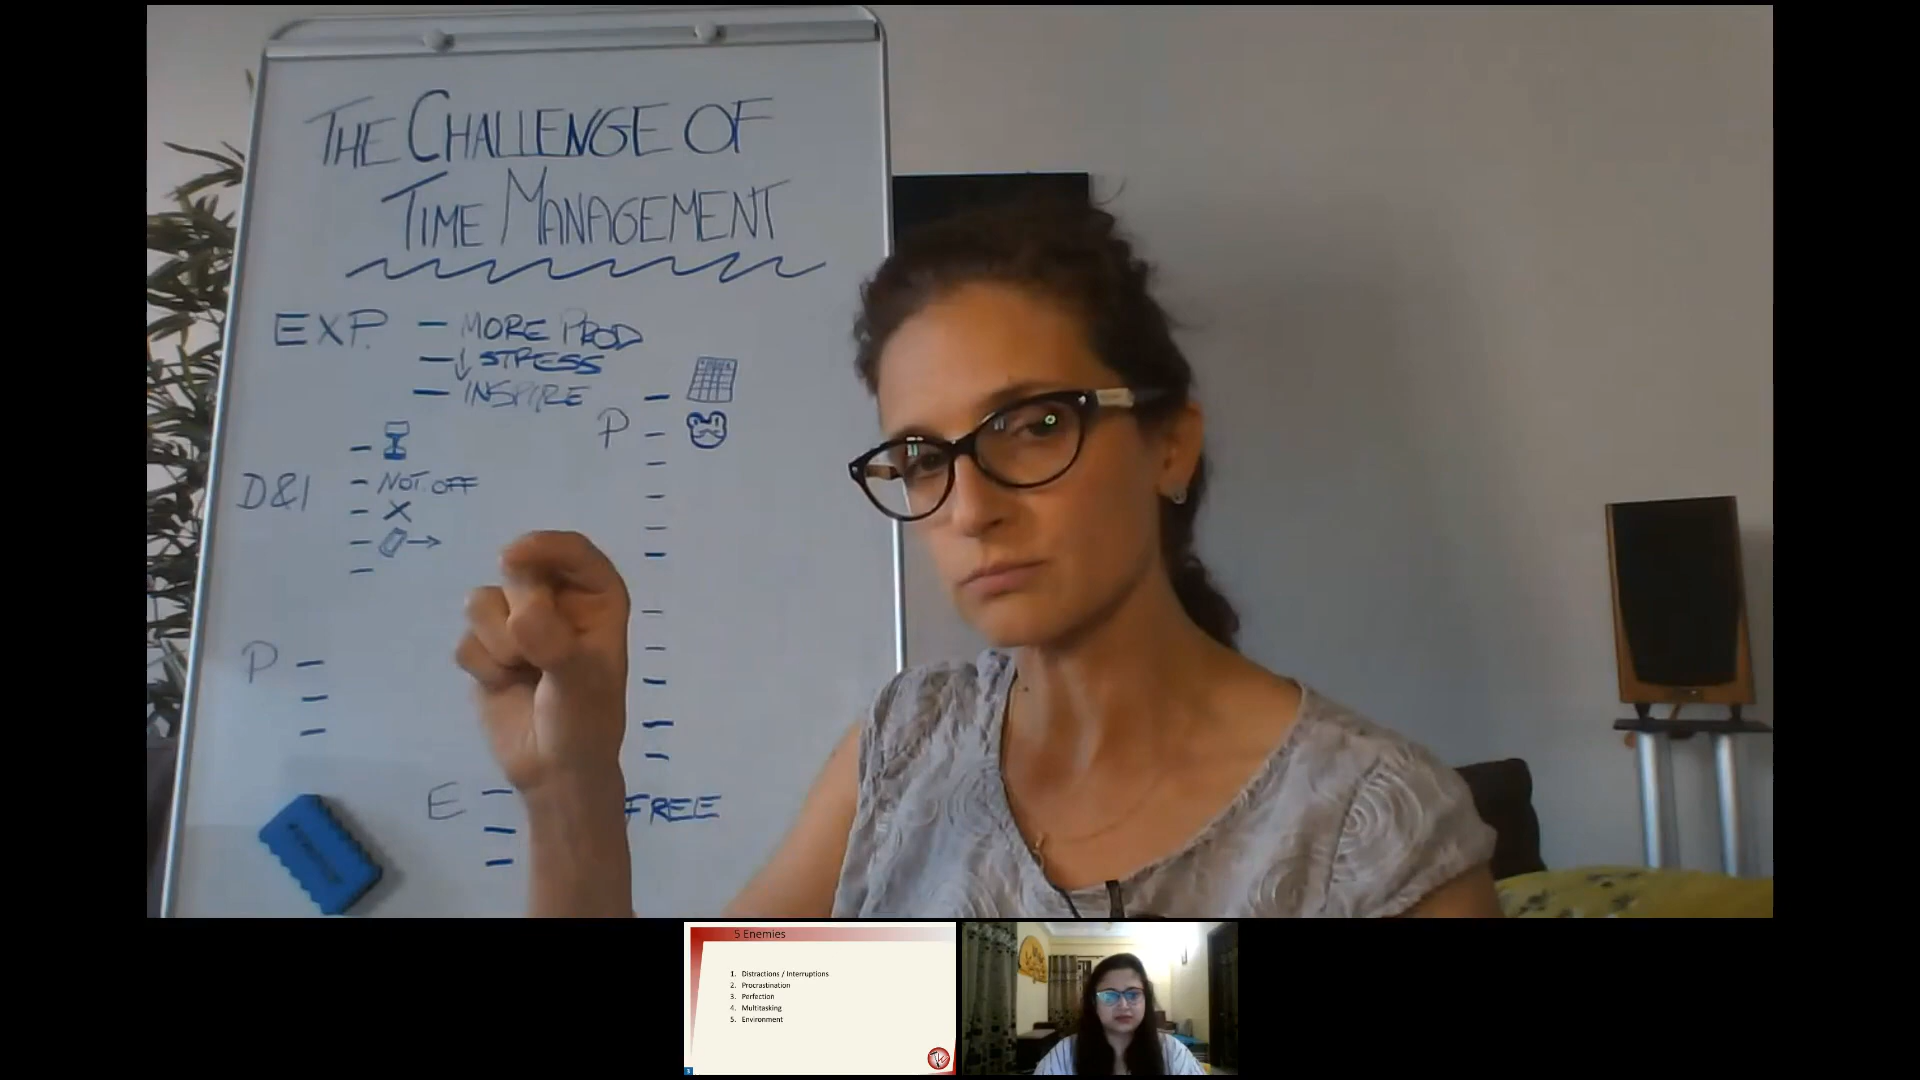 THE CHALLENGE OF
TIME MANAGEMENT
EXP. – MORE PROD
– ↓ STRESS
– INSPIRE
P –
–
D&I – NOT. OFF
– X
–
P –
E –
FREE
5 Enemies
1. Distractions / Interruptions
2. Procrastination
3. Perfection
4. Multitasking
5. Environment
3